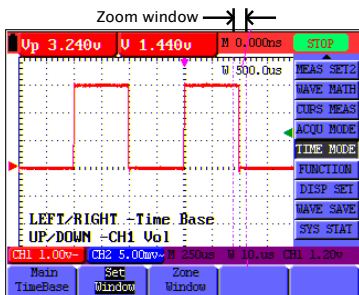 Zoom window
Vp 3.240v V 1.440v M 0.000ns STOP
W 500.0us
MEAS SET2
WAVE MATH
CURS MEAS
ACQU MODE
TIME MODE
FUNCTION
DISP SET
WAVE SAVE
SYS STAT
LEFT/RIGHT -Time Base
UP/DOWN -CH1 Vol
CH1 1.00v- CH2 5.00mv~ M 250us W 10.us CH1 1.20v
Main TimeBase
Set Window
Zone Window